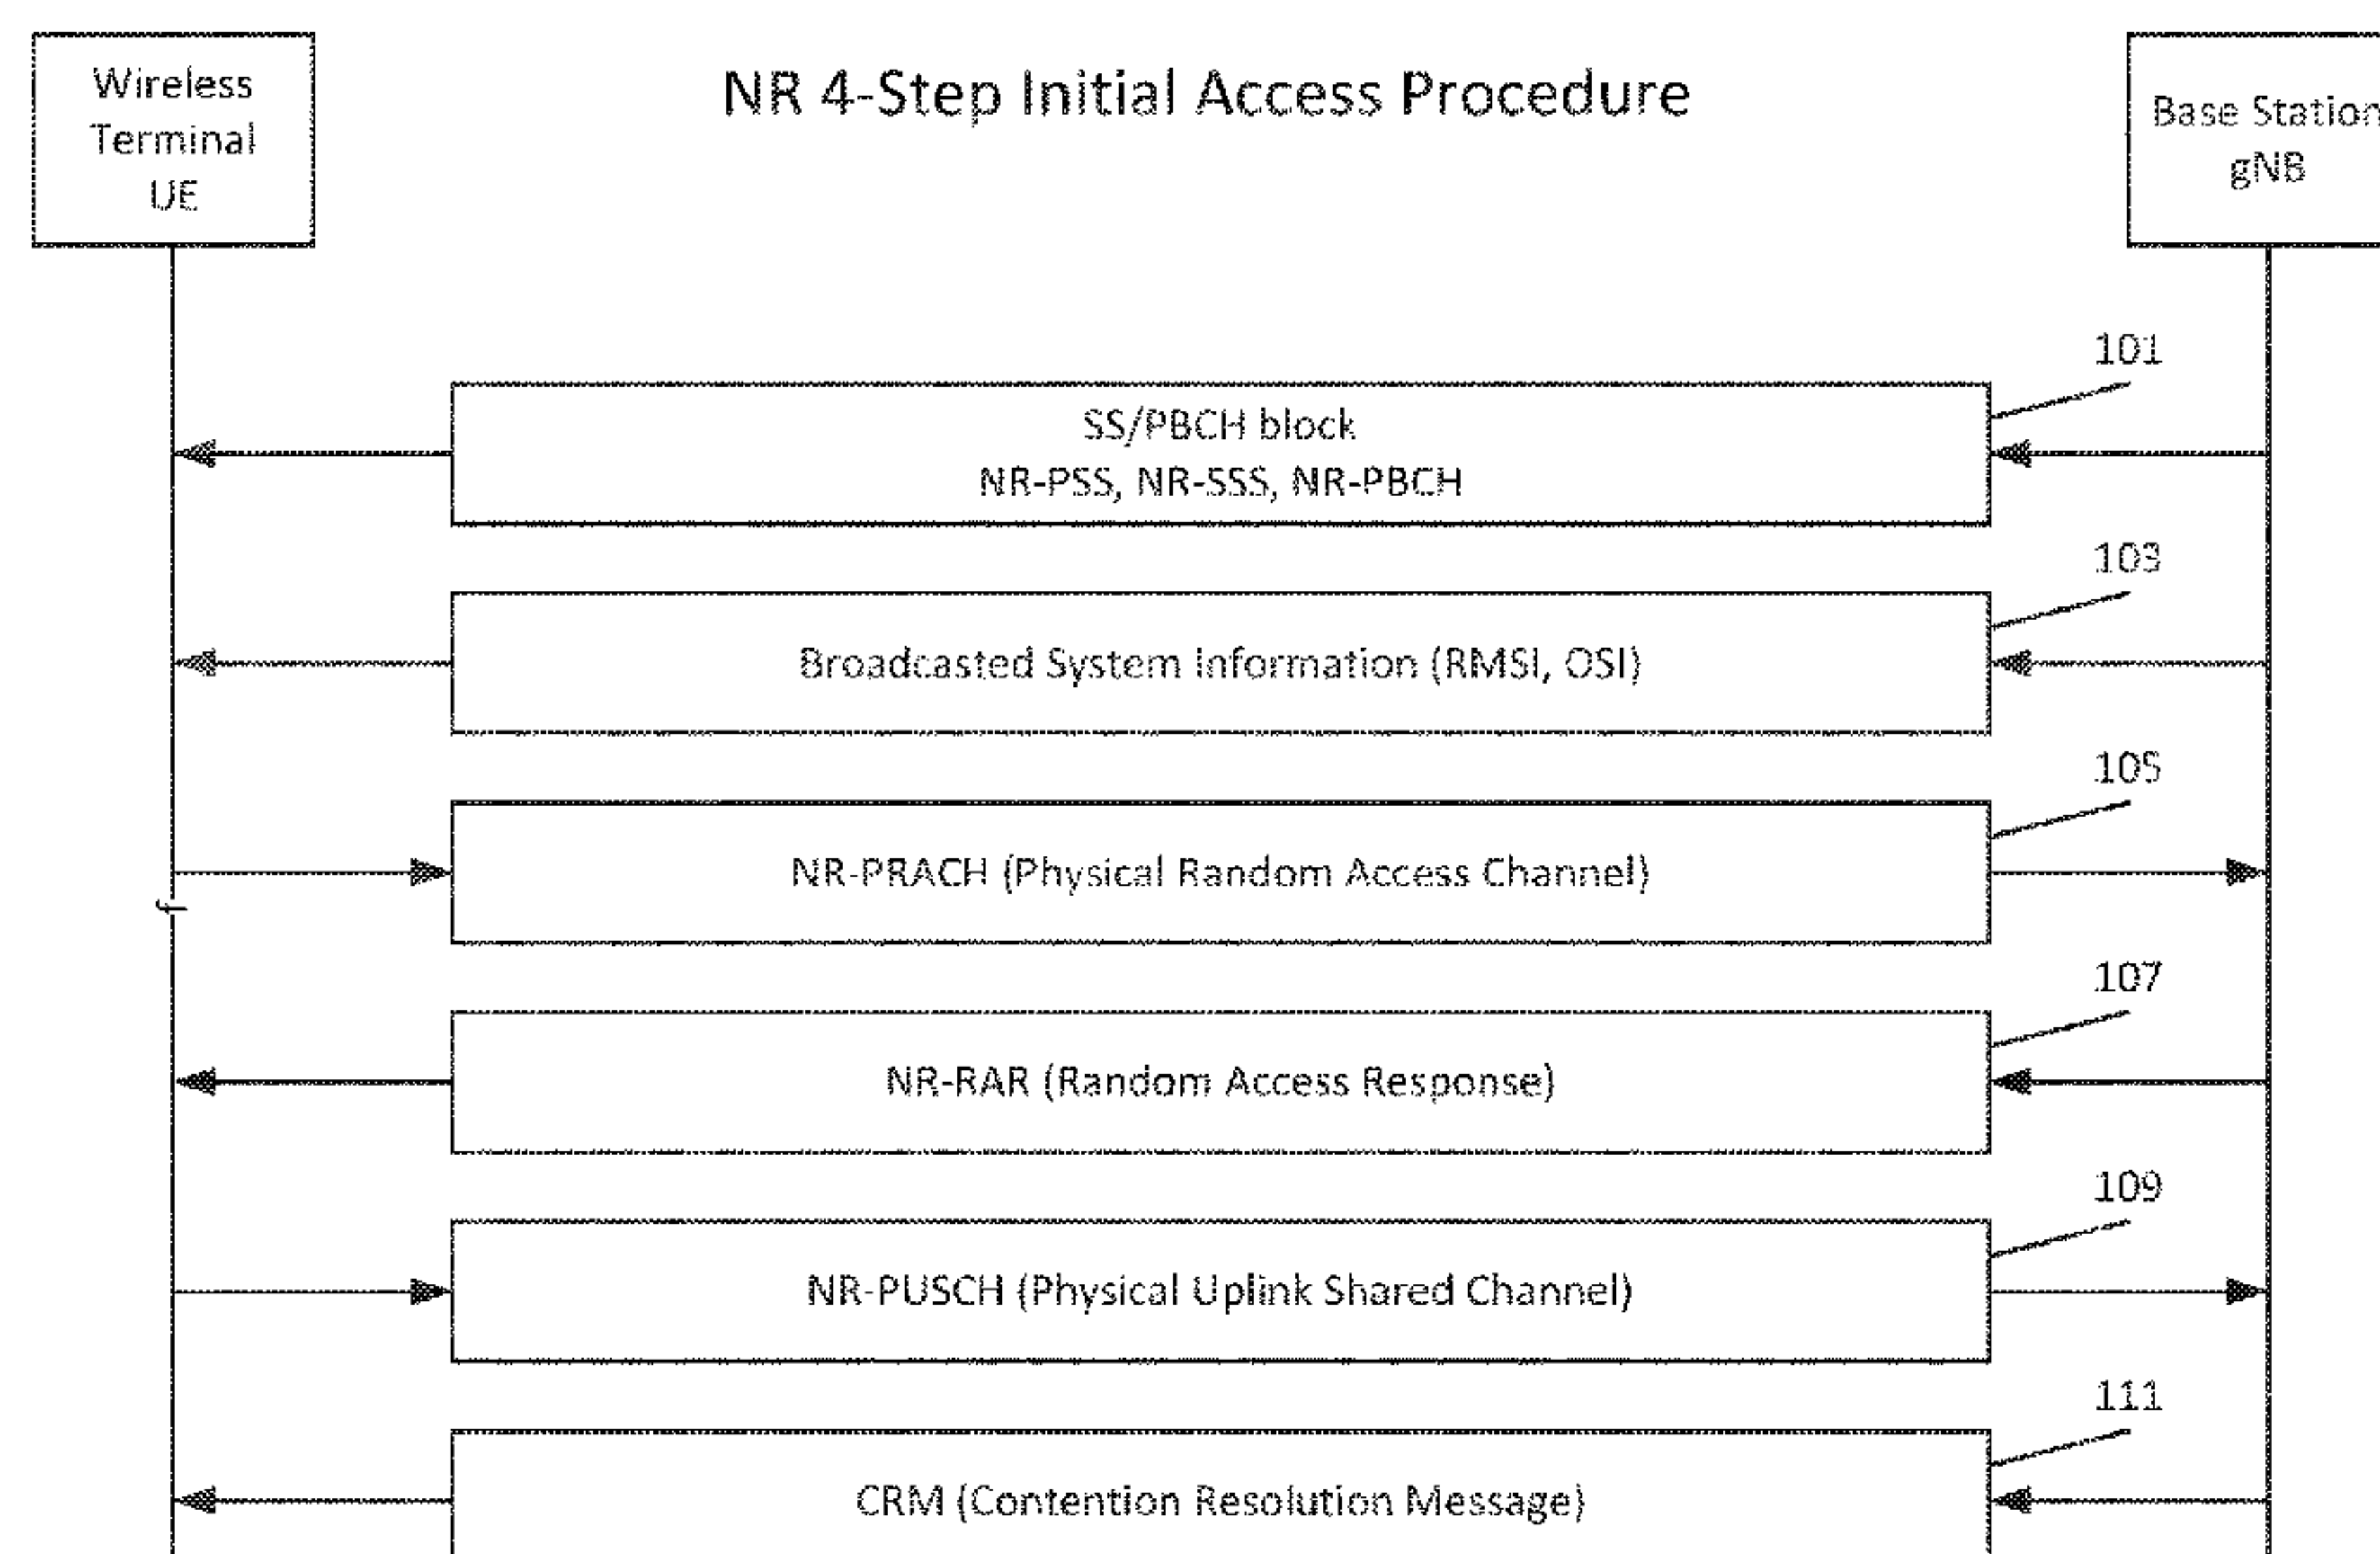 Wireless
Terminal
UE
NR 4-Step Initial Access Procedure
Base Station
gNB
101
SS/PBCH block
NR-PSS, NR-SSS, NR-PBCH
103
Broadcasted System Information (RMSI, OSI)
105
NR-PRACH (Physical Random Access Channel)
107
NR-RAR (Random Access Response)
109
NR-PUSCH (Physical Uplink Shared Channel)
111
CRM (Contention Resolution Message)